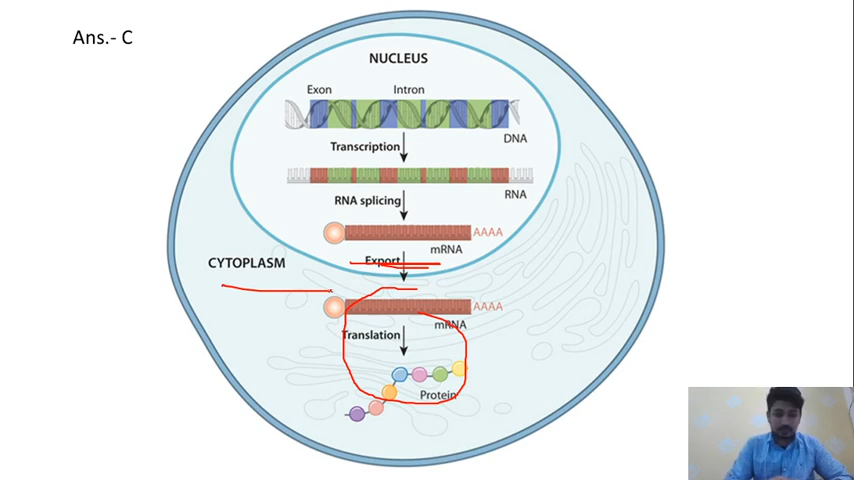 Ans.- C
NUCLEUS
Exon
Intron
DNA
Transcription
RNA
RNA splicing
AAAA
mRNA
Export
CYTOPLASM
AAAA
mRNA
Translation
Protein